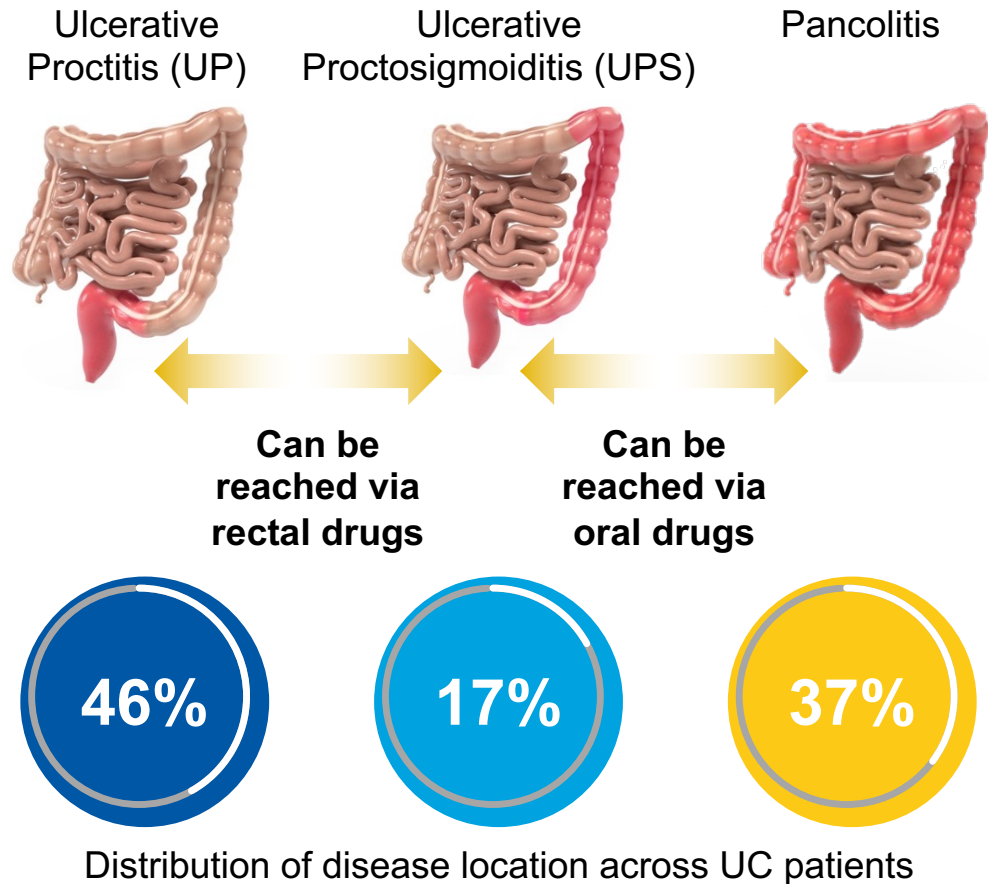 Ulcerative
Proctitis (UP)
Ulcerative
Proctosigmoiditis (UPS)
Pancolitis
Can be
reached via
rectal drugs
Can be
reached via
oral drugs
46%
17%
37%
Distribution of disease location across UC patients